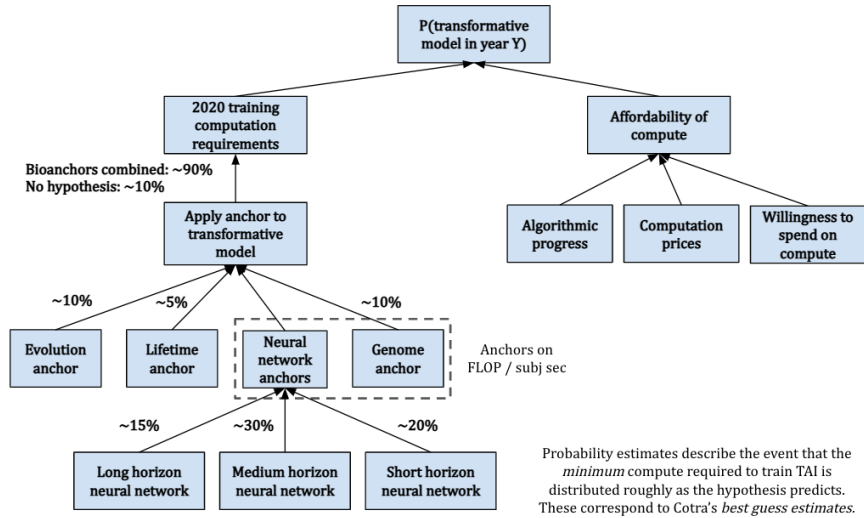 P(transformative
model in year Y)
2020 training
computation
requirements
Affordability of
compute
Bioanchors combined: ~90%
No hypothesis: ~10%
Apply anchor to
transformative
model
Algorithmic
progress
Computation
prices
Willingness to
spend on
compute
~10%
~5%
~10%
Evolution
anchor
Lifetime
anchor
Neural
network
anchors
Genome
anchor
Anchors on
FLOP / subj sec
~15%
~30%
~20%
Long horizon
neural network
Medium horizon
neural network
Short horizon
neural network
Probability estimates describe the event that the
minimum compute required to train TAI is
distributed roughly as the hypothesis predicts.
These correspond to Cotra's best guess estimates.